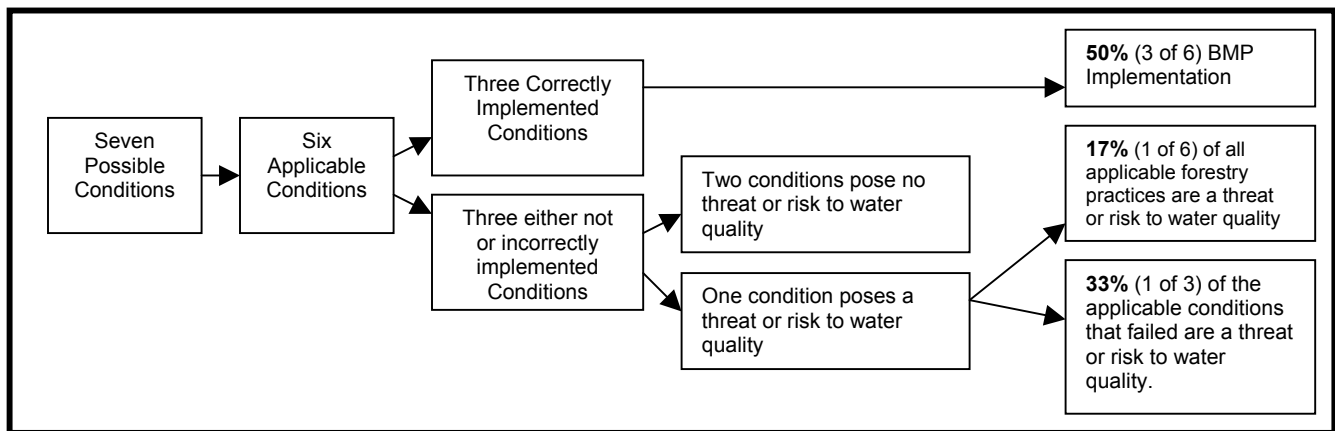 Seven
Possible
Conditions
Six
Applicable
Conditions
Three Correctly
Implemented
Conditions
Three either not
or incorrectly
implemented
Conditions
Two conditions pose no
threat or risk to water
quality
One condition poses a
threat or risk to water
quality
50% (3 of 6) BMP
Implementation
17% (1 of 6) of all
applicable forestry
practices are a threat
or risk to water quality
33% (1 of 3) of the
applicable conditions
that failed are a threat
or risk to water
quality.